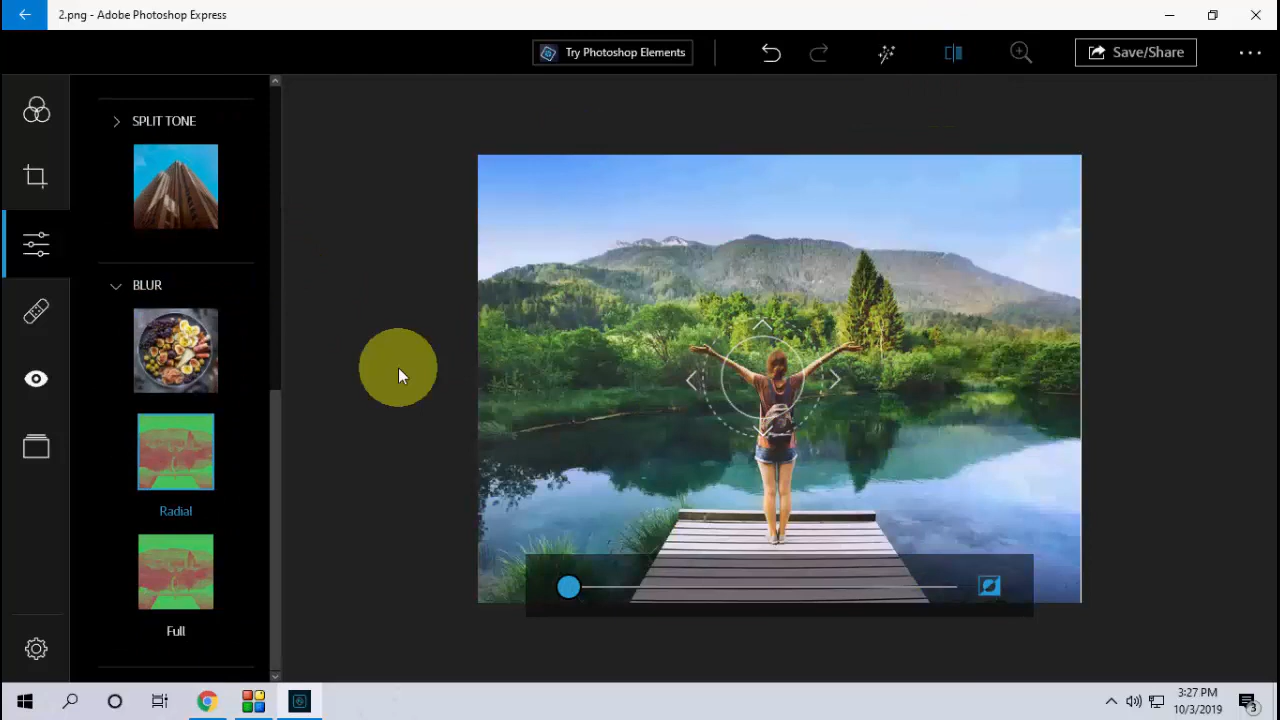 2.png - Adobe Photoshop Express
Try Photoshop Elements
Save/Share
SPLIT TONE
BLUR
Radial
Full
3:27 PM
10/3/2019
3